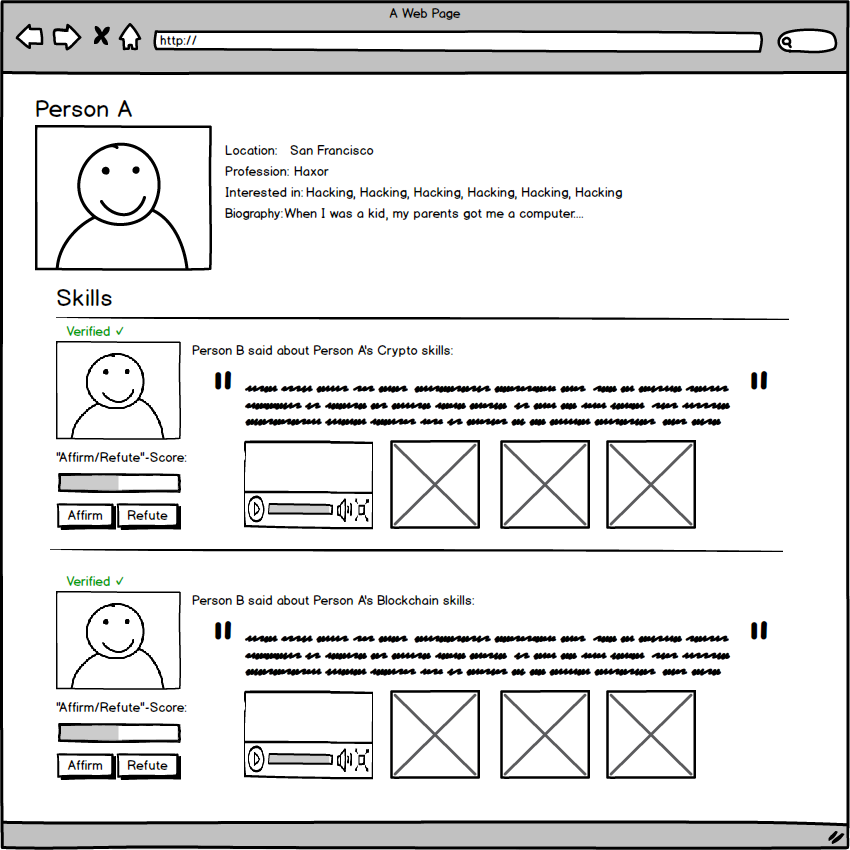 A Web Page
http://
Person A
Location: San Francisco
Profession: Haxor
Interested in: Hacking, Hacking, Hacking, Hacking, Hacking, Hacking
Biography: When I was a kid, my parents got me a computer....
Skills
Verified ✓
Person B said about Person A's Crypto skills:
"
"
"Affirm/Refute"-Score:
Affirm Refute
Verified ✓
Person B said about Person A's Blockchain skills:
"
"
"Affirm/Refute"-Score:
Affirm Refute